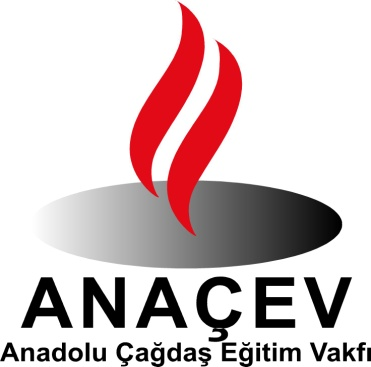 ANAÇEV
Anadolu Çağdaş Eğitim Vakfı